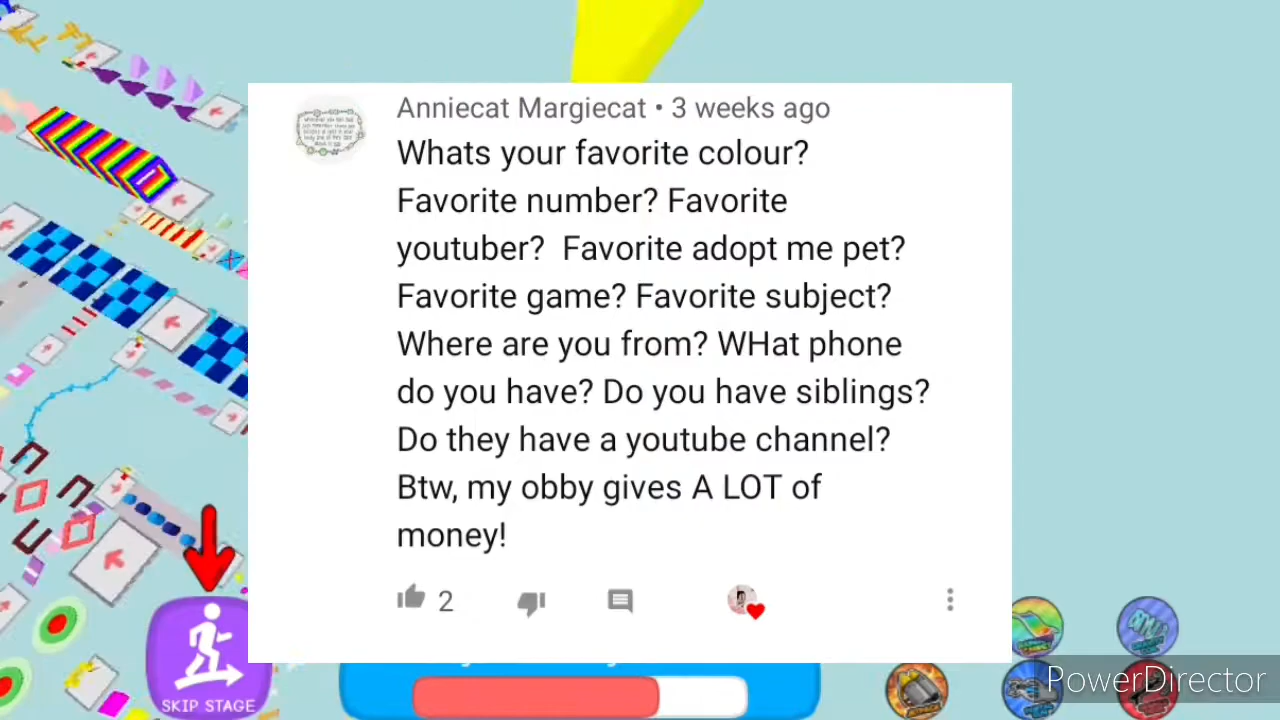 Anniecat Margiecat • 3 weeks ago
Whats your favorite colour?
Favorite number? Favorite
youtuber?  Favorite adopt me pet?
Favorite game? Favorite subject?
Where are you from? WHat phone
do you have? Do you have siblings?
Do they have a youtube channel?
Btw, my obby gives A LOT of
money!
2
SKIP STAGE
PowerDirector